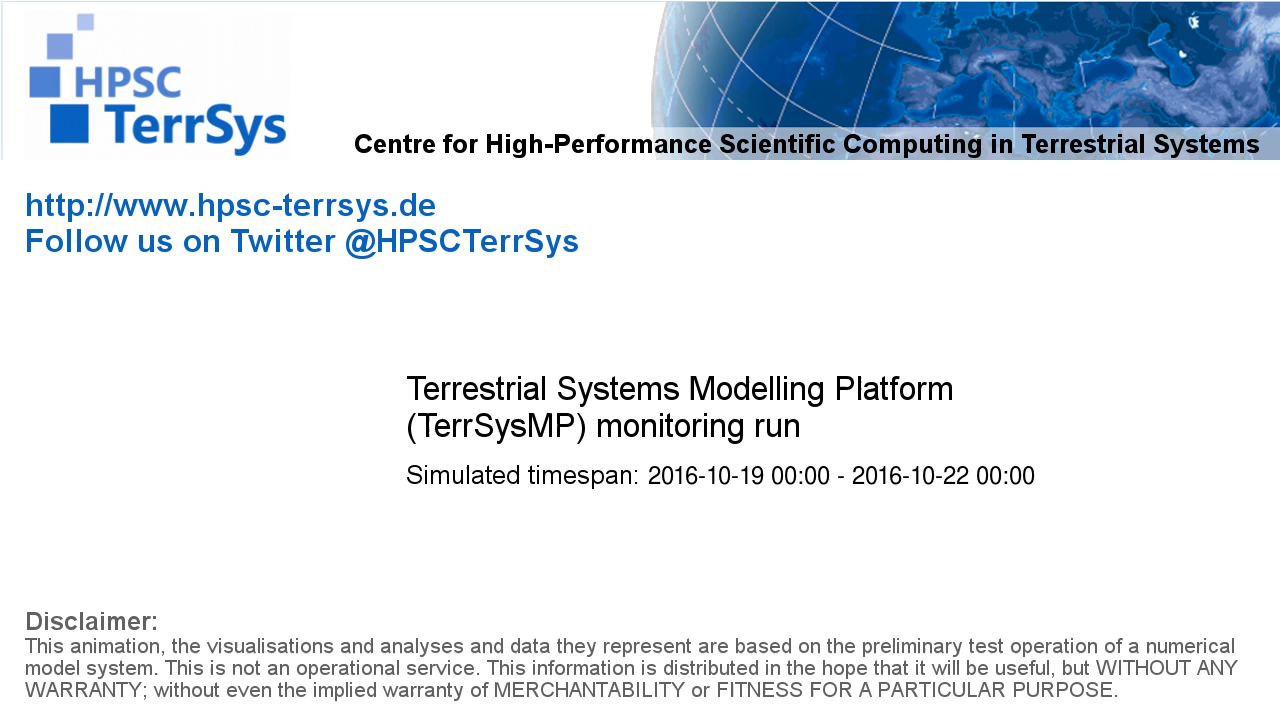 HPSC
TerrSys
Centre for High-Performance Scientific Computing in Terrestrial Systems
http://www.hpsc-terrsys.de
Follow us on Twitter @HPSCTerrSys
Terrestrial Systems Modelling Platform
(TerrSysMP) monitoring run
Simulated timespan: 2016-10-19 00:00 - 2016-10-22 00:00
Disclaimer:
This animation, the visualisations and analyses and data they represent are based on the preliminary test operation of a numerical
model system. This is not an operational service. This information is distributed in the hope that it will be useful, but WITHOUT ANY
WARRANTY; without even the implied warranty of MERCHANTABILITY or FITNESS FOR A PARTICULAR PURPOSE.